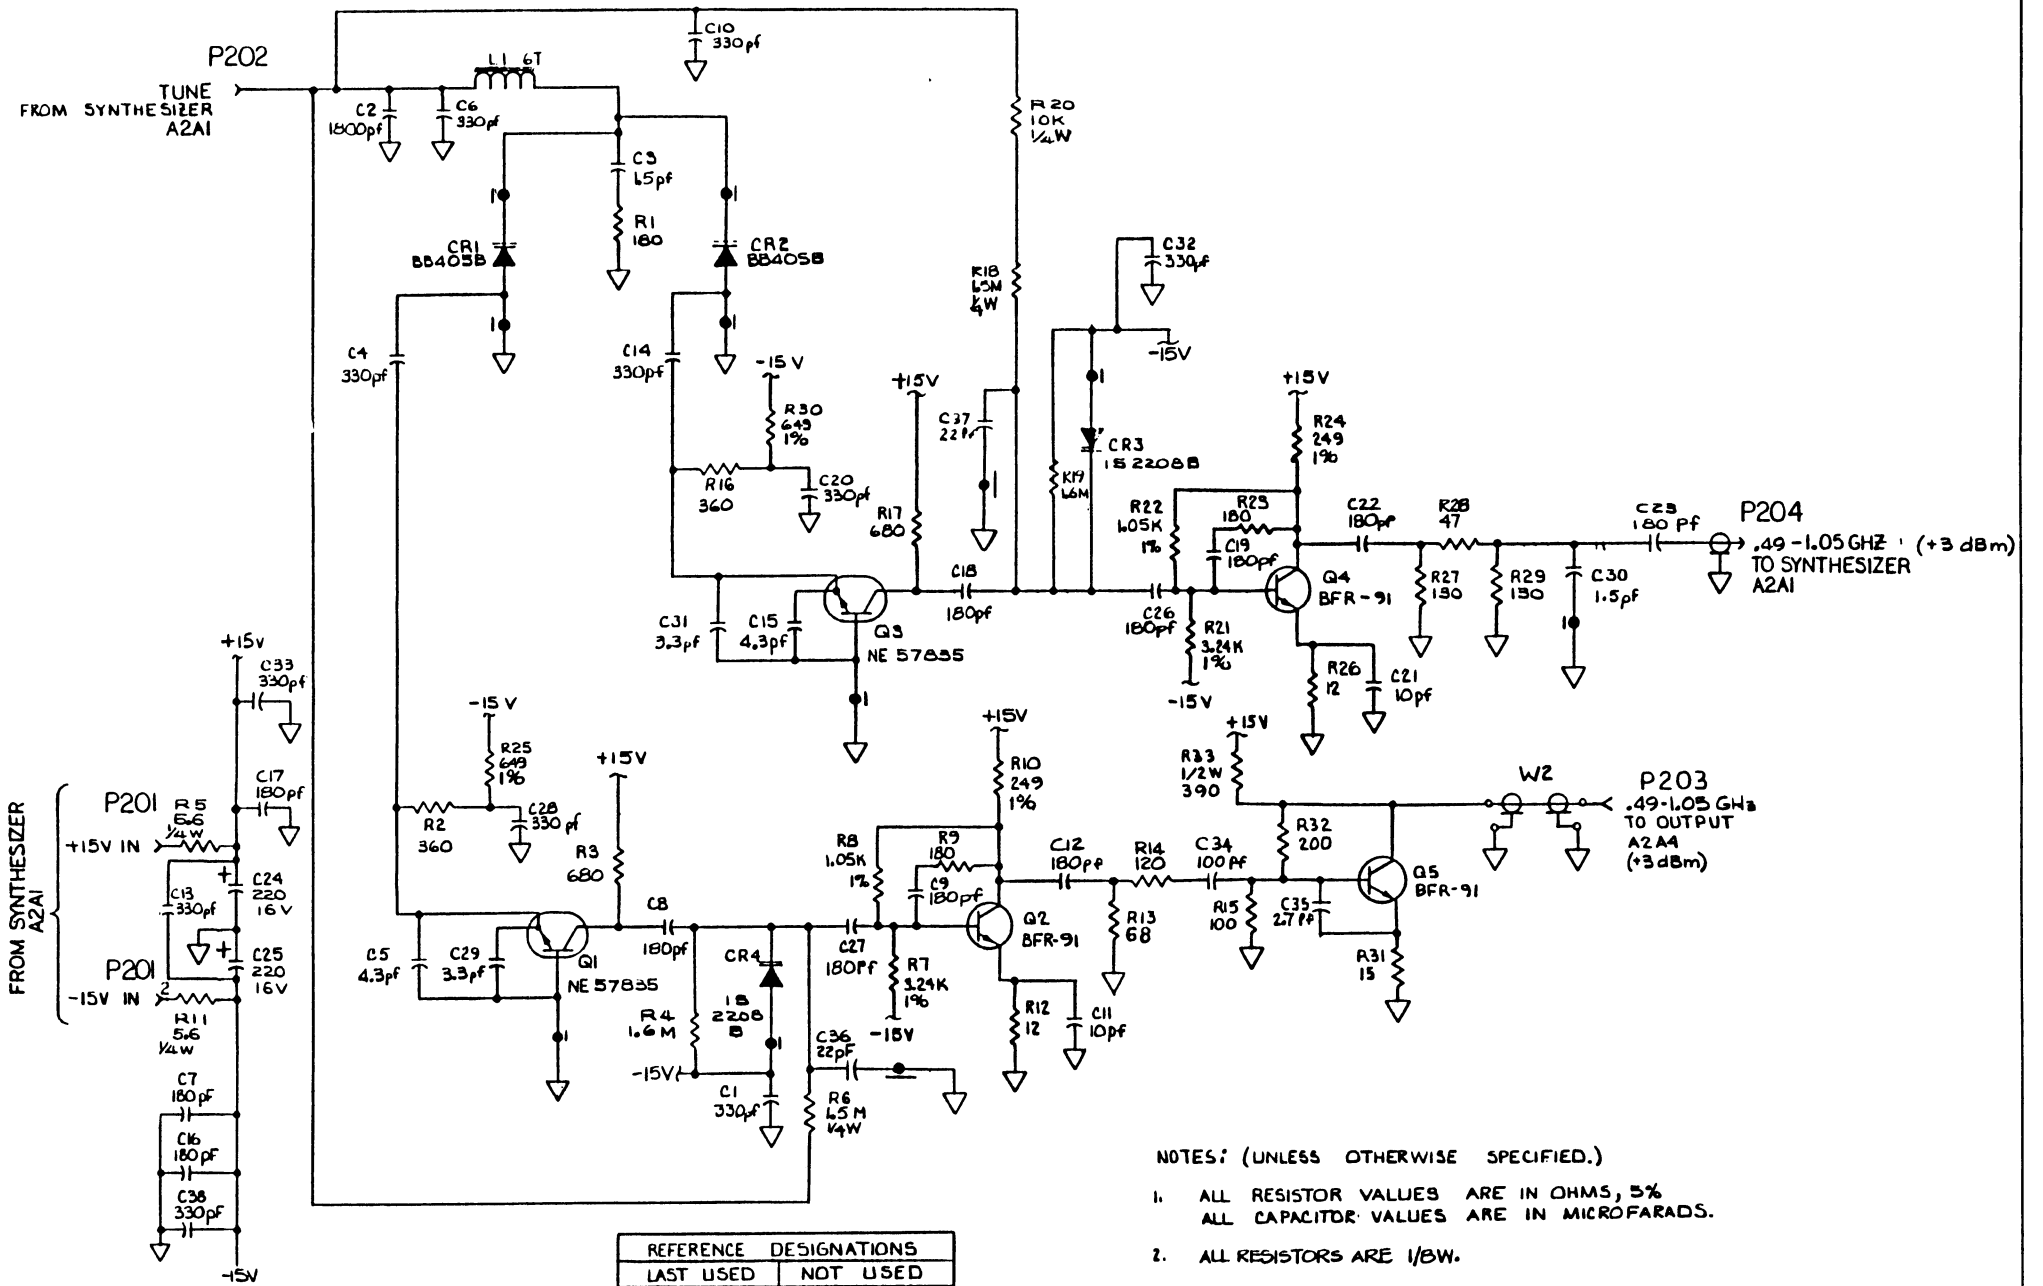 P202
TUNE
FROM SYNTHESIZER
A2A1
C2
1800pf
C6
330pf
L1 6T
C10
330pf
C3
1.5pf
R1
180
CR1
BB405B
CR2
BB405B
R20
10K
1/4W
R18
1.5M
1/4W
C32
330pf
-15V
C4
330pf
C14
330pf
-15V
R30
649
1%
R16
360
C20
330pf
+15V
R17
680
C37
22Pf
R19
1.6M
CR3
1S2208B
+15V
R24
249
1%
R22
1.05K
1%
R23
180
C19
180pf
C22
180pf
R28
47
C23
180 Pf
P204
.49-1.05 GHZ (+3 dBm)
TO SYNTHESIZER
A2A1
Q4
BFR-91
R27
130
R29
130
C30
1.5pf
C31
3.3pf
C15
4.3pf
Q3
NE 57835
C18
180pf
C26
180pf
R21
3.24K
1%
-15V
R26
12
C21
10pf
+15V
C33
330pf
C17
180pf
FROM SYNTHESIZER
A2A1
P201
R5
5.6
1/4W
+15V IN
C13
330pf
C24
220
16V
C25
220
16V
P201
-15V IN
2
R11
5.6
1/4W
C7
180pf
C16
180pF
C38
330pf
-15V
-15 V
R25
649
1%
R2
360
C28
330pf
+15V
R3
680
C5
4.3pf
C29
3.3pf
Q1
NE 57835
C8
180pf
R4
1.6M
CR4
1S
2208
B
-15V
C1
330pf
R6
1.5M
1/4W
C36
22pF
C27
180Pf
R8
1.05K
1%
R9
180
C9
180pf
+15V
R10
249
1%
R7
3.24K
1%
-15V
Q2
BFR-91
R12
12
C11
10pf
C12
180pf
R13
68
R14
120
C34
100pf
R15
100
+15V
R33
1/2W
390
R32
200
C35
2.7Pf
Q5
BFR-91
R31
15
W2
P203
.49-1.05 GHz
TO OUTPUT
A2A4
(+3dBm)
NOTES: (UNLESS OTHERWISE SPECIFIED.)
1. ALL RESISTOR VALUES ARE IN OHMS, 5%
ALL CAPACITOR VALUES ARE IN MICROFARADS.
2. ALL RESISTORS ARE 1/8W.
REFERENCE DESIGNATIONS
LAST USED NOT USED